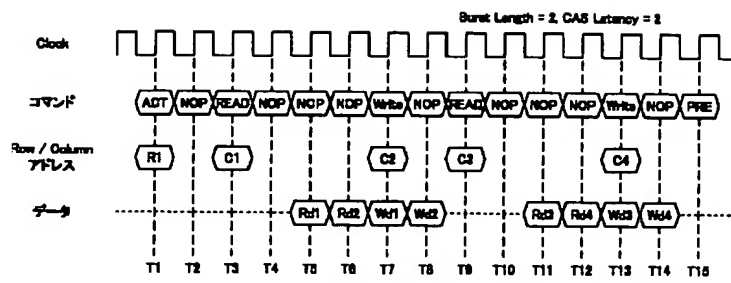 Burst Length = 2, CAS Latency = 2
Clock
コマンド ADT NOP READ NOP NOP NOP Write NOP READ NOP NOP NOP Write NOP PRE
Row / Column
アドレス R1 C1 C2 C3 C4
データ Rd1 Rd2 Wd1 Wd2 Rd3 Rd4 Wd3 Wd4
T1 T2 T3 T4 T5 T6 T7 T8 T9 T10 T11 T12 T13 T14 T15